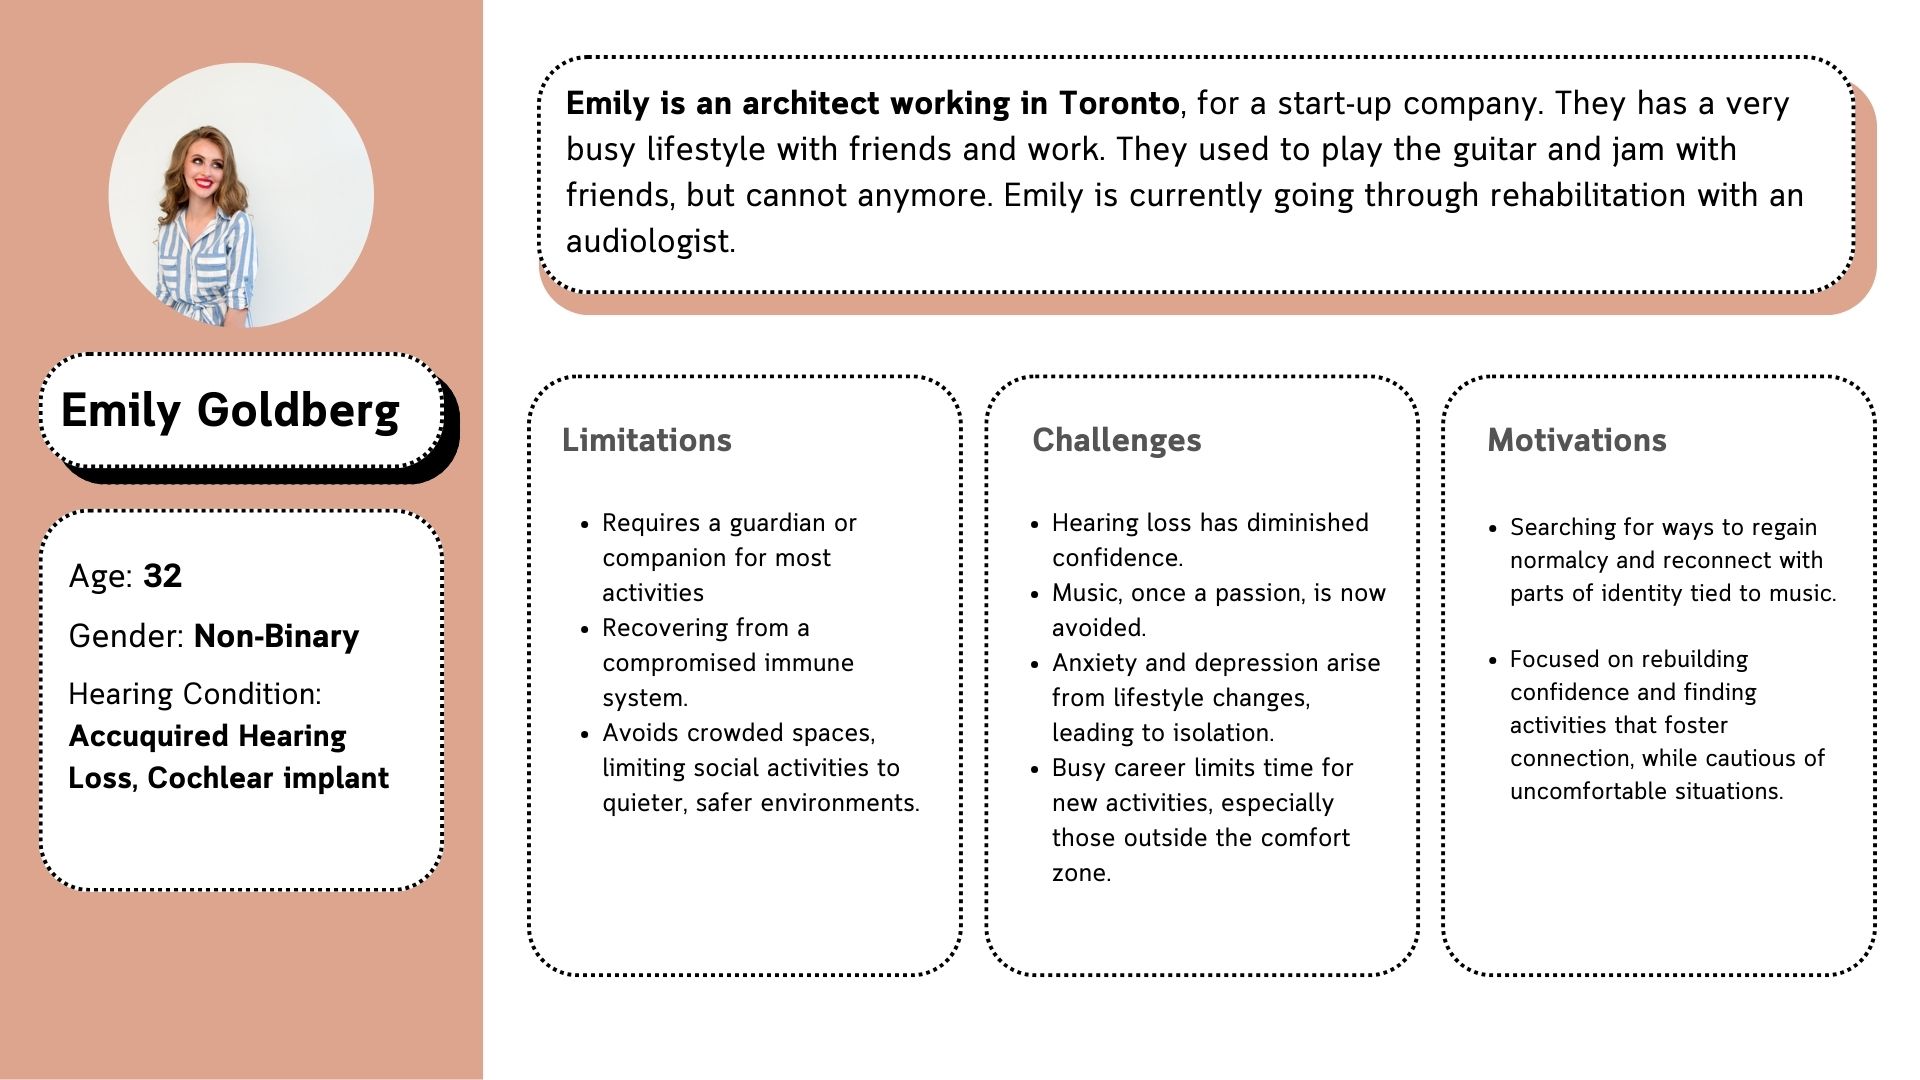 Emily Goldberg
Age: 32
Gender: Non-Binary
Hearing Condition:
Accuquired Hearing
Loss, Cochlear implant
Emily is an architect working in Toronto, for a start-up company. They has a very
busy lifestyle with friends and work. They used to play the guitar and jam with
friends, but cannot anymore. Emily is currently going through rehabilitation with an
audiologist.
Limitations
• Requires a guardian or
companion for most
activities
• Recovering from a
compromised immune
system.
• Avoids crowded spaces,
limiting social activities to
quieter, safer environments.
Challenges
• Hearing loss has diminished
confidence.
• Music, once a passion, is now
avoided.
• Anxiety and depression arise
from lifestyle changes,
leading to isolation.
• Busy career limits time for
new activities, especially
those outside the comfort
zone.
Motivations
• Searching for ways to regain
normalcy and reconnect with
parts of identity tied to music.
• Focused on rebuilding
confidence and finding
activities that foster
connection, while cautious of
uncomfortable situations.